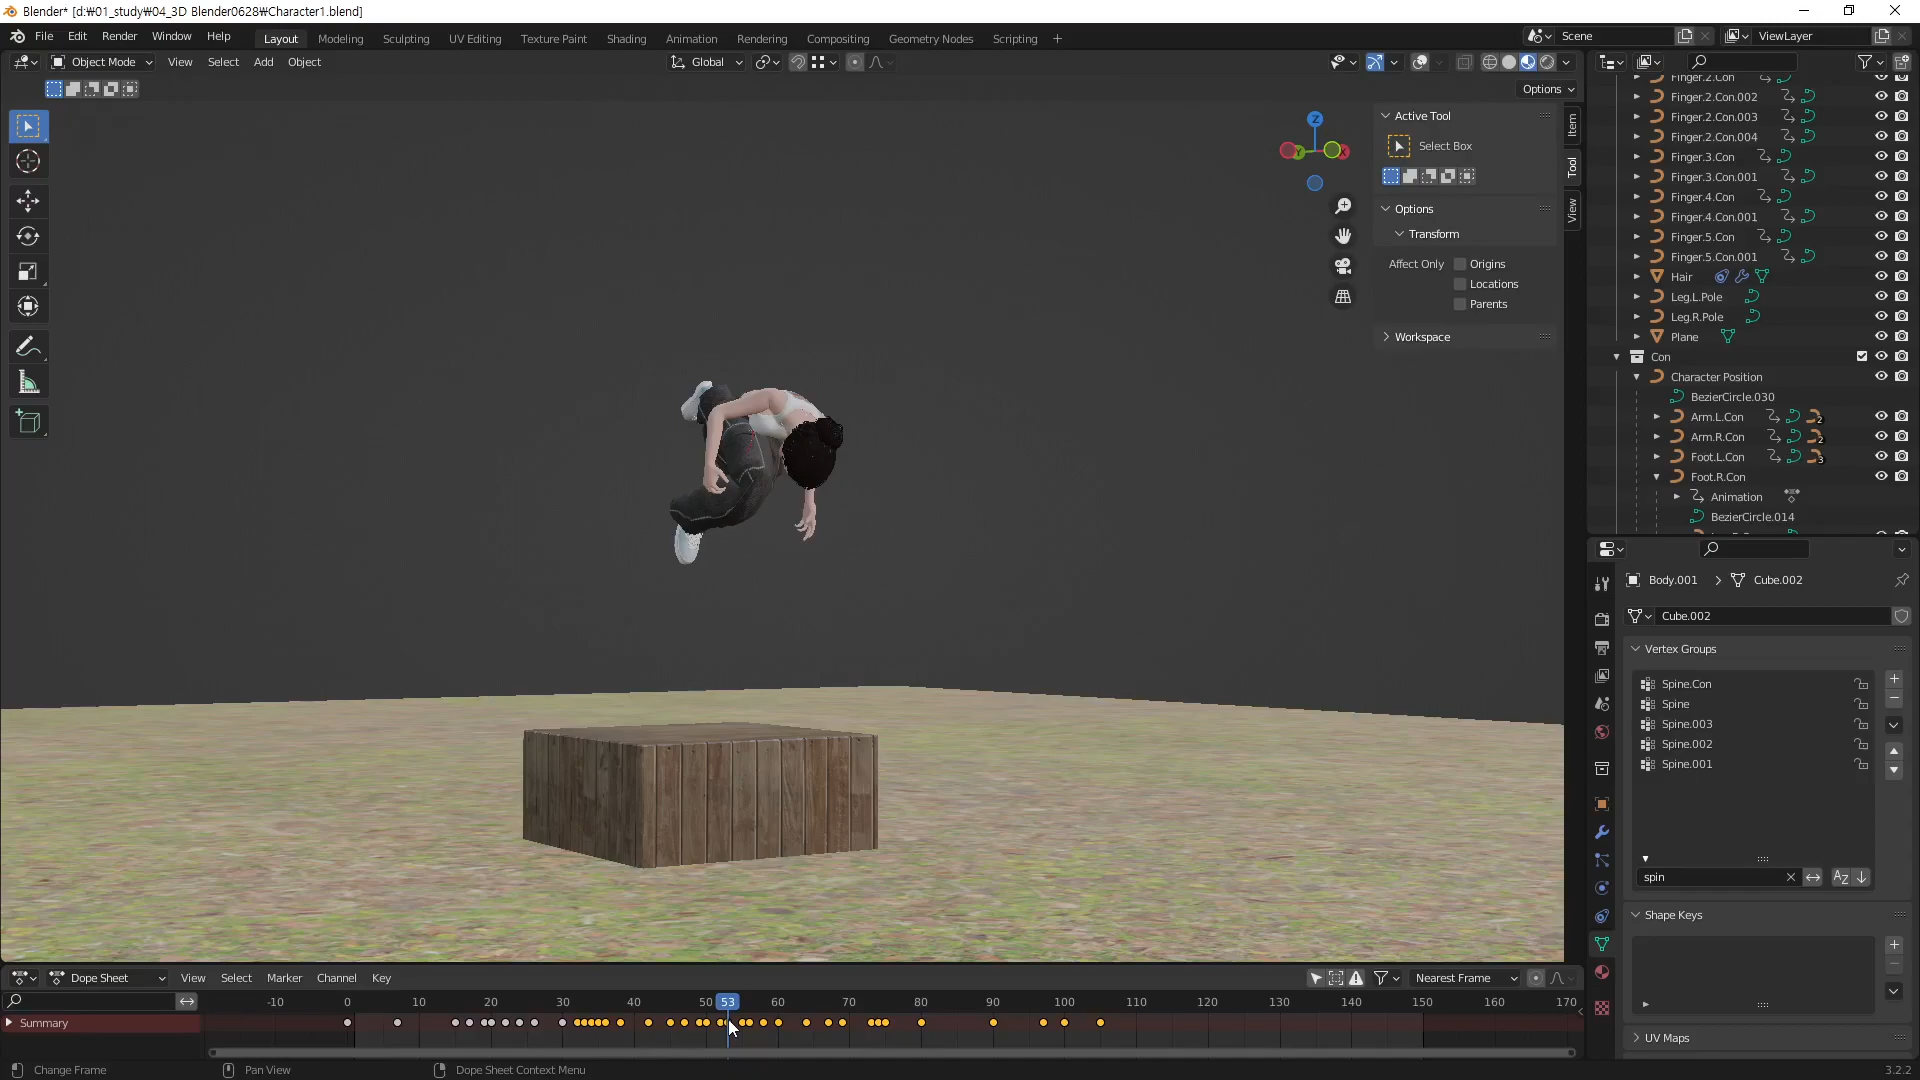 Blender* [d:₩01_study₩04_3D Blender0628₩Character1.blend]
File Edit Render Window Help Layout Modeling Sculpting UV Editing Texture Paint Shading Animation Rendering Compositing Geometry Nodes Scripting + Scene ViewLayer
Object Mode View Select Add Object Global
Options
Active Tool
Select Box
Options
Transform
Affect Only Origins
Locations
Parents
Workspace
Item
Tool
View
Z
Y
X
Finger.2.Con
Finger.2.Con.002
Finger.2.Con.003
Finger.2.Con.004
Finger.3.Con
Finger.3.Con.001
Finger.4.Con
Finger.4.Con.001
Finger.5.Con
Finger.5.Con.001
Hair
Leg.L.Pole
Leg.R.Pole
Plane
Con
Character Position
BezierCircle.030
Arm.L.Con 2
Arm.R.Con 2
Foot.L.Con 3
Foot.R.Con
Animation
BezierCircle.014
Body.001 > Cube.002
Cube.002
Vertex Groups
Spine.Con
Spine
Spine.003
Spine.002
Spine.001
spin
Shape Keys
UV Maps
Dope Sheet View Select Marker Channel Key Nearest Frame
-10 0 10 20 30 40 50 53 60 70 80 90 100 110 120 130 140 150 160 170
Summary
Change Frame Pan View Dope Sheet Context Menu 3.2.2